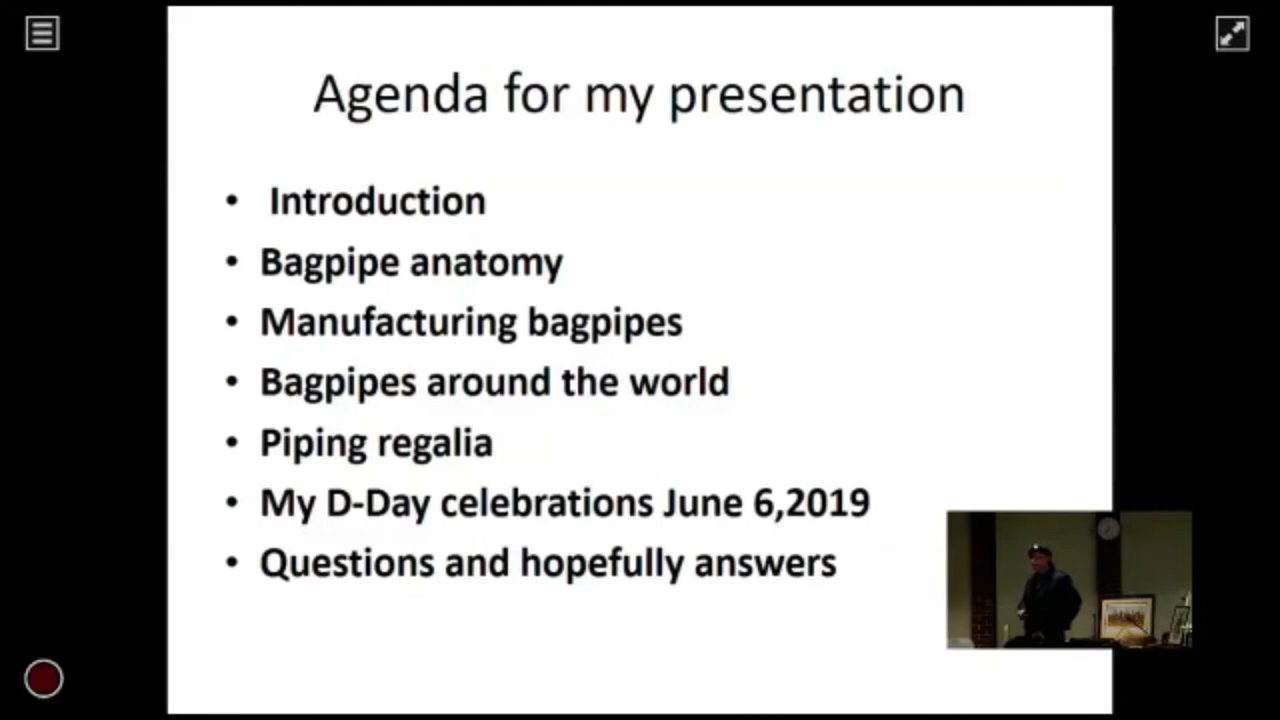 Agenda for my presentation
• Introduction
• Bagpipe anatomy
• Manufacturing bagpipes
• Bagpipes around the world
• Piping regalia
• My D-Day celebrations June 6,2019
• Questions and hopefully answers